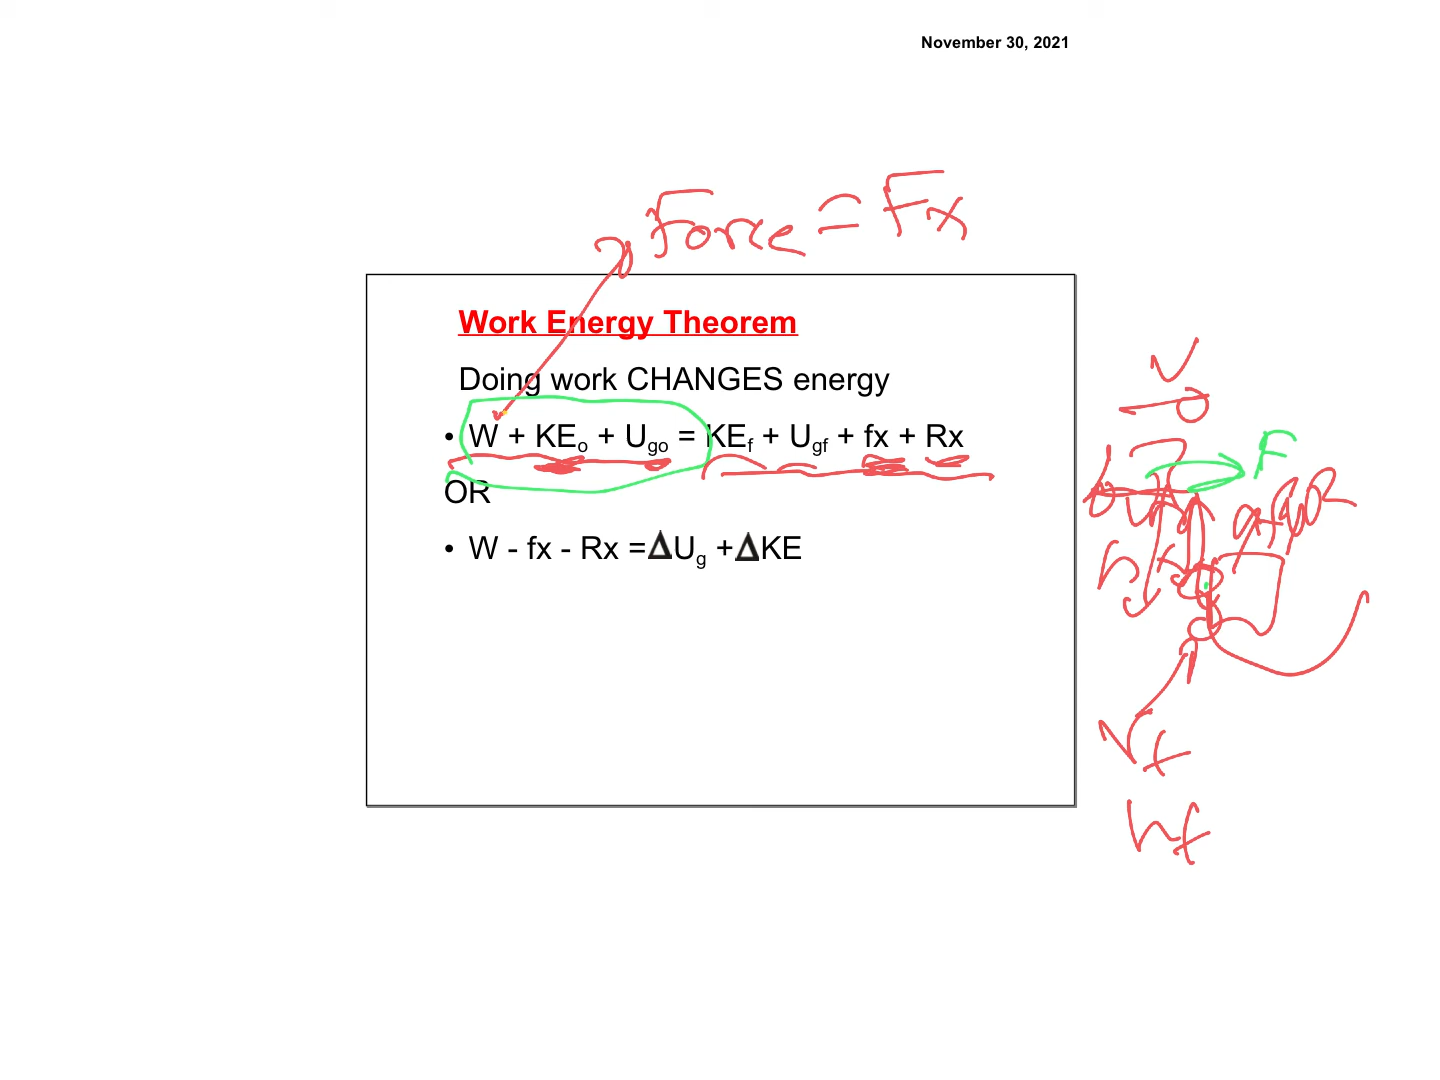 November 30, 2021
Force = Fx
Work Energy Theorem
Doing work CHANGES energy
• W + KEo + Ugo = KEf + Ugf + fx + Rx
OR
• W - fx - Rx = ΔUg + ΔKE
F
Vf
hf